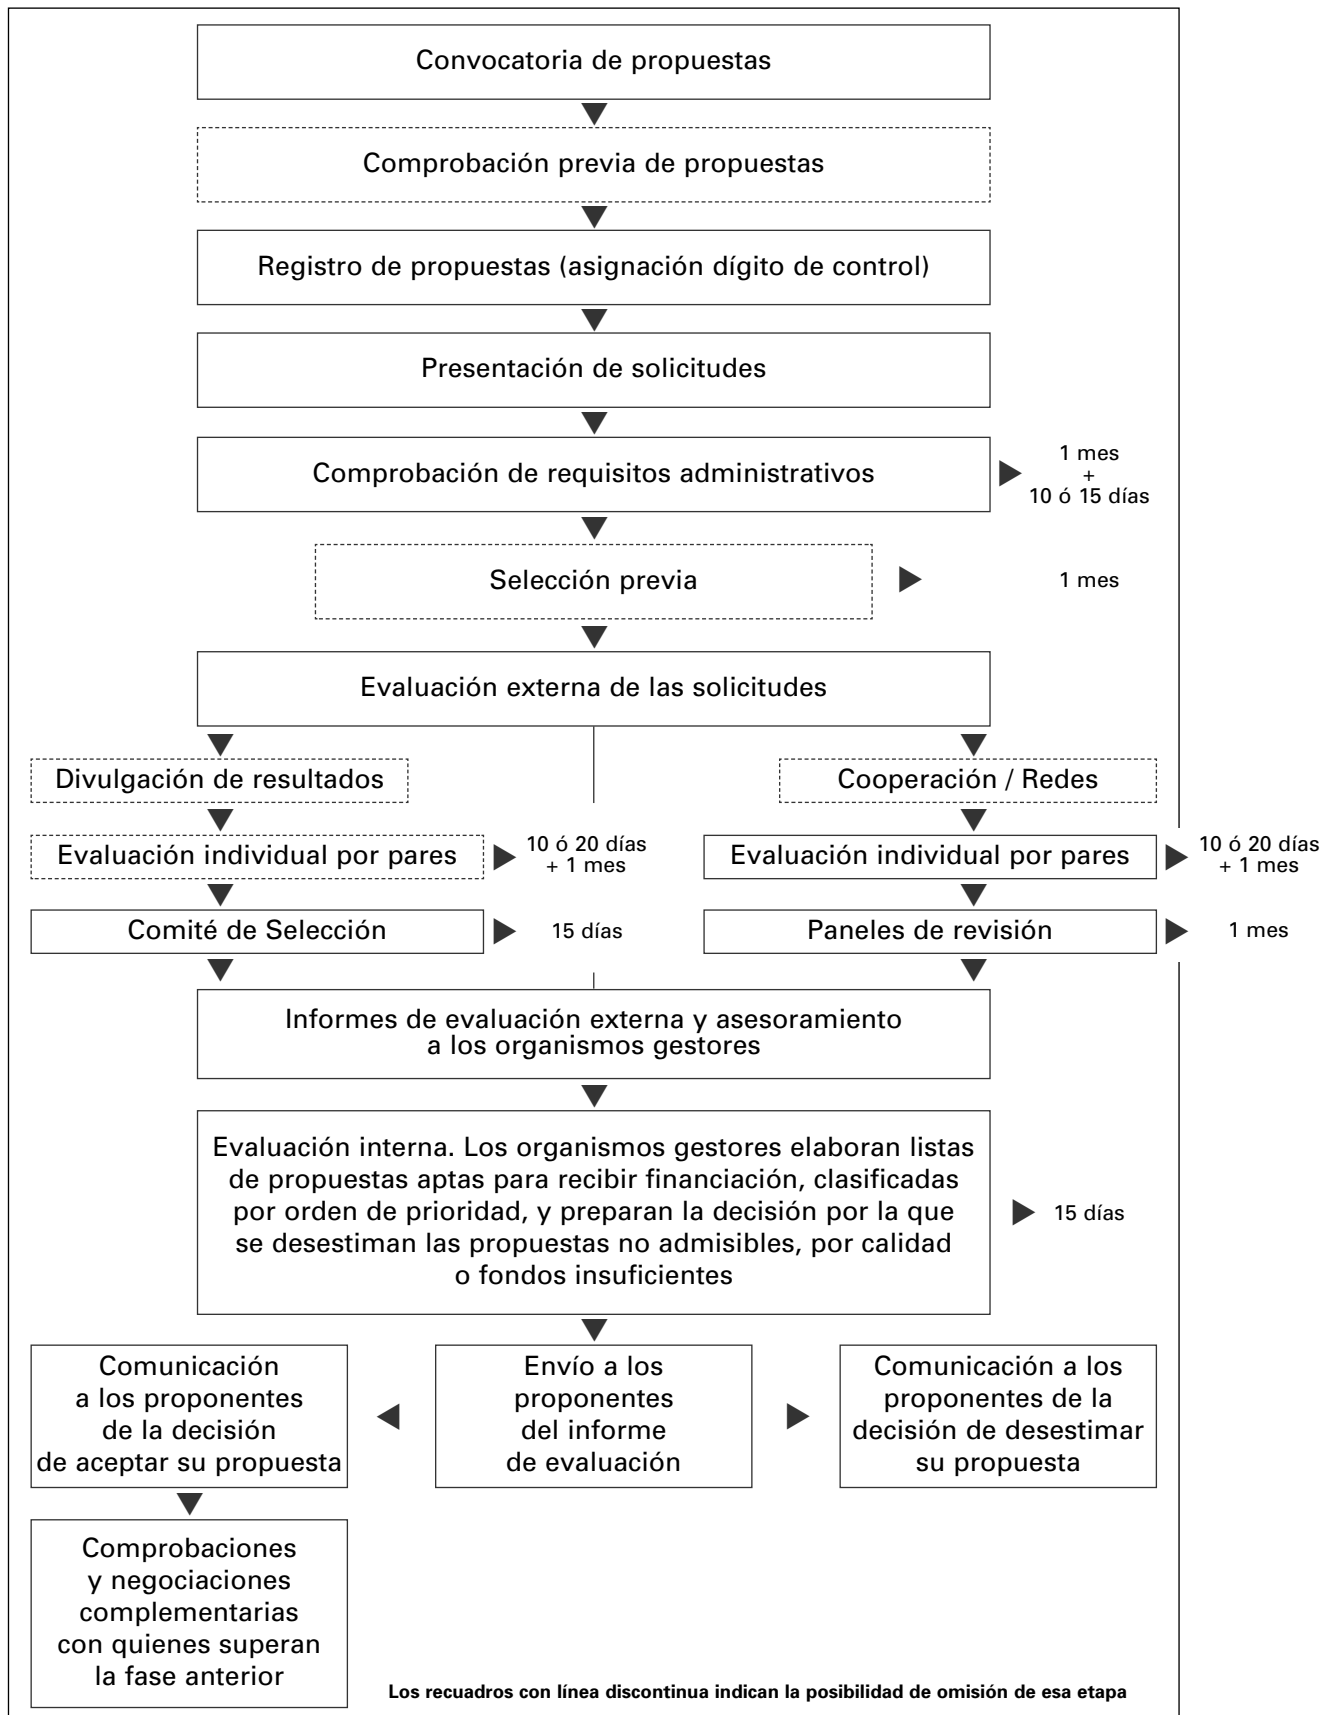 Convocatoria de propuestas
Comprobación previa de propuestas
Registro de propuestas (asignación dígito de control)
Presentación de solicitudes
Comprobación de requisitos administrativos
1 mes
+
10 ó 15 días
Selección previa
1 mes
Evaluación externa de las solicitudes
Divulgación de resultados
Cooperación / Redes
Evaluación individual por pares
10 ó 20 días
+ 1 mes
Evaluación individual por pares
10 ó 20 días
+ 1 mes
Comité de Selección
15 días
Paneles de revisión
1 mes
Informes de evaluación externa y asesoramiento
a los organismos gestores
Evaluación interna. Los organismos gestores elaboran listas
de propuestas aptas para recibir financiación, clasificadas
por orden de prioridad, y preparan la decisión por la que
se desestiman las propuestas no admisibles, por calidad
o fondos insuficientes
15 días
Comunicación
a los proponentes
de la decisión
de aceptar su propuesta
Envío a los
proponentes
del informe
de evaluación
Comunicación a los
proponentes de la
decisión de desestimar
su propuesta
Comprobaciones
y negociaciones
complementarias
con quienes superan
la fase anterior
Los recuadros con línea discontinua indican la posibilidad de omisión de esa etapa